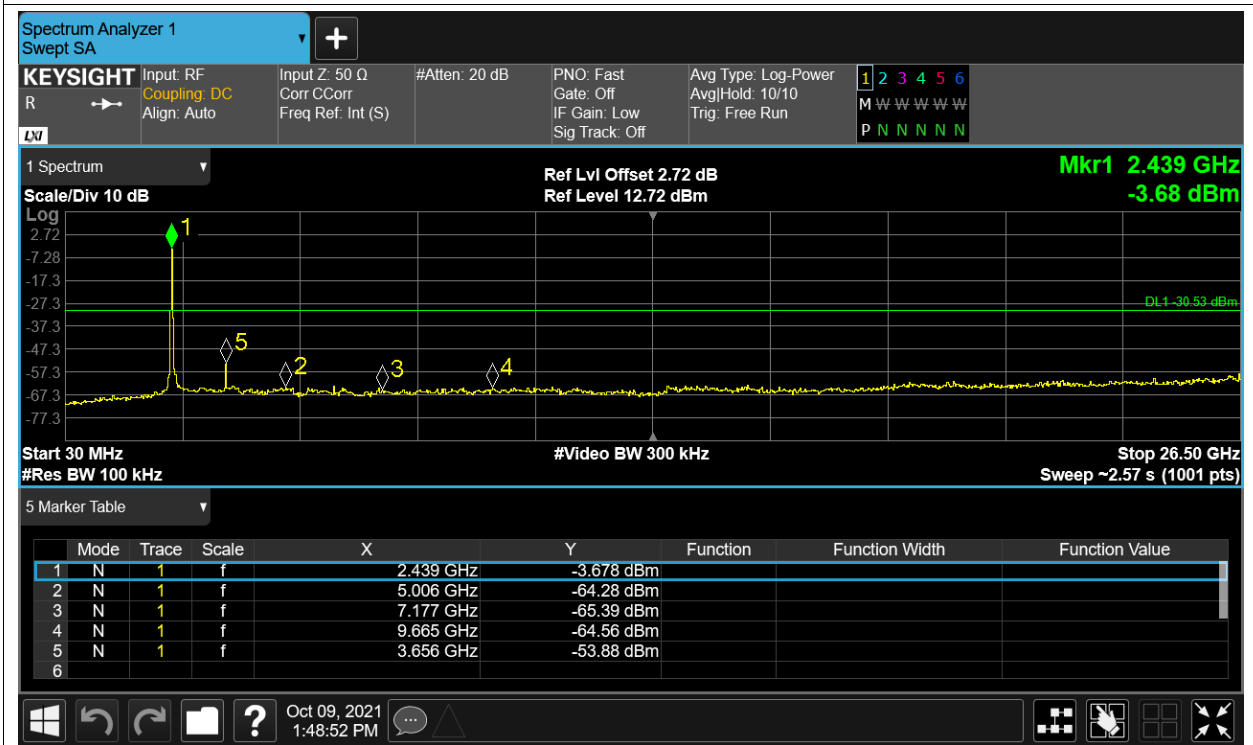 Spectrum Analyzer 1
Swept SA
+
KEYSIGHT Input: RF Input Z: 50 Ω #Atten: 20 dB PNO: Fast Avg Type: Log-Power 1 2 3 4 5 6
R Coupling: DC Corr CCorr Gate: Off Avg|Hold: 10/10 M W W W W W
Align: Auto Freq Ref: Int (S) IF Gain: Low Trig: Free Run
LXI Sig Track: Off P N N N N N
1 Spectrum Ref Lvl Offset 2.72 dB Mkr1 2.439 GHz
Scale/Div 10 dB Ref Level 12.72 dBm -3.68 dBm
Log
1
2.72
-7.28
-17.3
-27.3 DL1 -30.53 dBm
-37.3
5
-47.3
-57.3 2 3 4
-67.3
-77.3
Start 30 MHz #Video BW 300 kHz Stop 26.50 GHz
#Res BW 100 kHz Sweep ~2.57 s (1001 pts)
5 Marker Table
Mode Trace Scale X Y Function Function Width Function Value
1 N 1 f 2.439 GHz -3.678 dBm
2 N 1 f 5.006 GHz -64.28 dBm
3 N 1 f 7.177 GHz -65.39 dBm
4 N 1 f 9.665 GHz -64.56 dBm
5 N 1 f 3.656 GHz -53.88 dBm
6
? Oct 09, 2021
1:48:52 PM